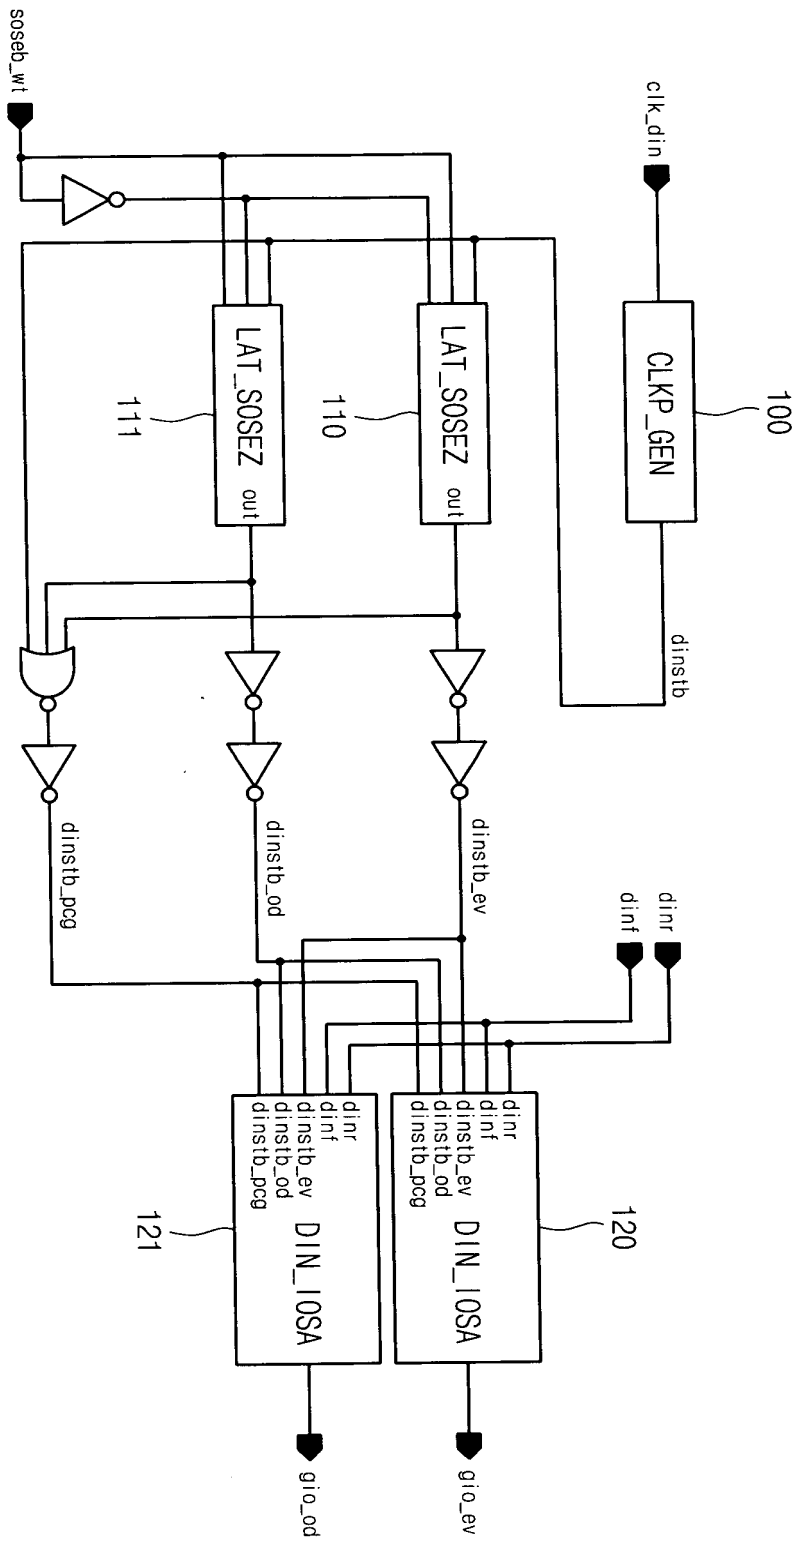 clk_din
CLKP_GEN
100
dinstb
soseb_wt
LAT_SOSEZ
out
110
LAT_SOSEZ
out
111
dinstb_ev
dinstb_od
dinstb_pcg
dinr
dinf
dinr
dinf
dinstb_ev
dinstb_od
dinstb_pcg
DIN_IOSA
120
gio_ev
dinr
dinf
dinstb_ev
dinstb_od
dinstb_pcg
DIN_IOSA
121
gio_od